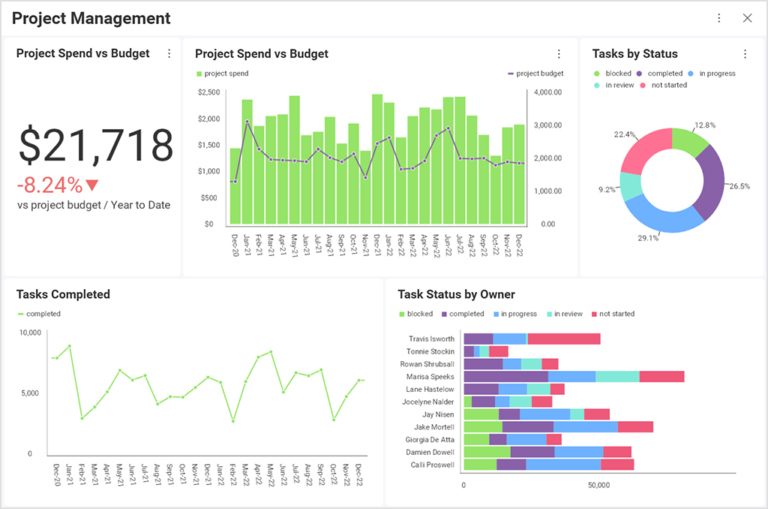 Project Management
Project Spend vs Budget
$21,718
-8.24%
vs project budget / Year to Date
Project Spend vs Budget
project spend
project budget
$2,500
$2,000
$1,500
$1,000
$500
$0
4,000.00
3,000.00
2,000.00
1,000.00
0.00
Dec-20
Jan-21
Feb-21
Mar-21
Apr-21
May-21
Jun-21
Jul-21
Aug-21
Sep-21
Oct-21
Nov-21
Dec-21
Jan-22
Feb-22
Mar-22
Apr-22
May-22
Jun-22
Jul-22
Aug-22
Sep-22
Oct-22
Nov-22
Dec-22
Tasks by Status
blocked completed in progress
in review not started
12.8%
26.5%
29.1%
9.2%
22.4%
Tasks Completed
completed
10,000
5,000
0
Dec-20
Jan-21
Feb-21
Mar-21
Apr-21
May-21
Jun-21
Jul-21
Aug-21
Sep-21
Oct-21
Nov-21
Dec-21
Jan-22
Feb-22
Mar-22
Apr-22
May-22
Jun-22
Jul-22
Aug-22
Sep-22
Oct-22
Nov-22
Dec-22
Task Status by Owner
blocked completed in progress in review not started
Travis Isworth
Tonnie Stockin
Rowan Shrubsall
Marisa Speeks
Lane Hastelow
Jocelyne Nalder
Jay Nisen
Jake Mortell
Giorgia De Atta
Damien Dowell
Calli Proswell
0
50,000